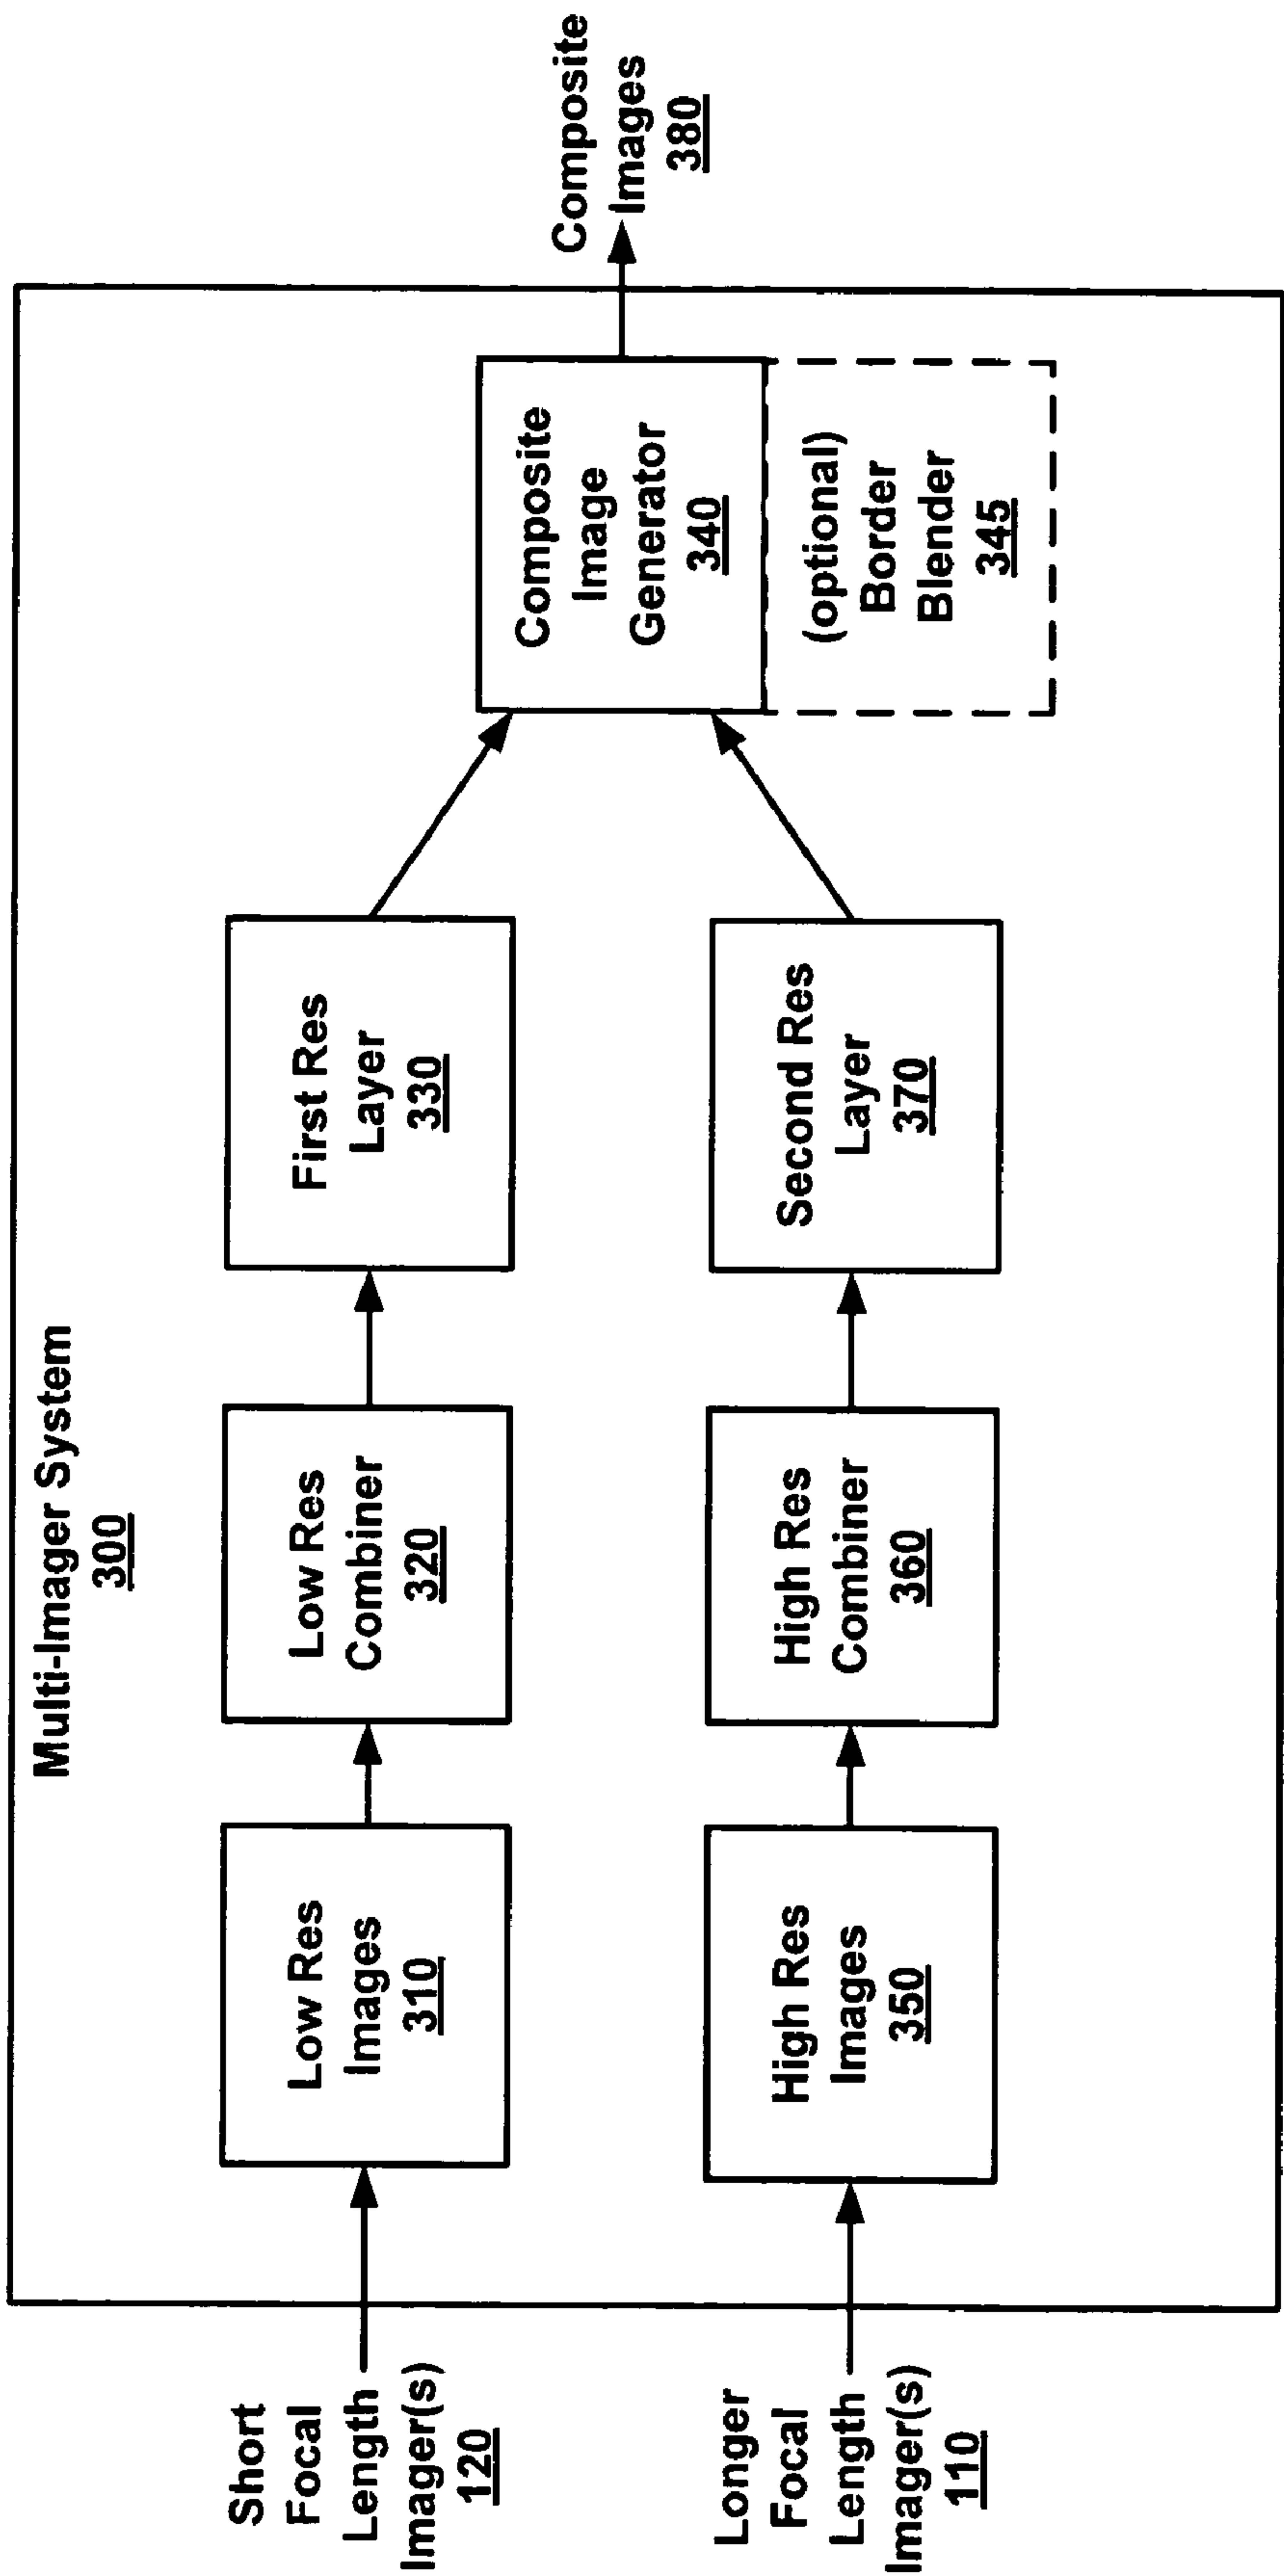 Multi-Imager System
300
Short
Focal
Length
Imager(s)
120
Low Res
Images
310
Low Res
Combiner
320
First Res
Layer
330
Longer
Focal
Length
Imager(s)
110
High Res
Images
350
High Res
Combiner
360
Second Res
Layer
370
Composite
Image
Generator
340
(optional)
Border
Blender
345
Composite
Images
380